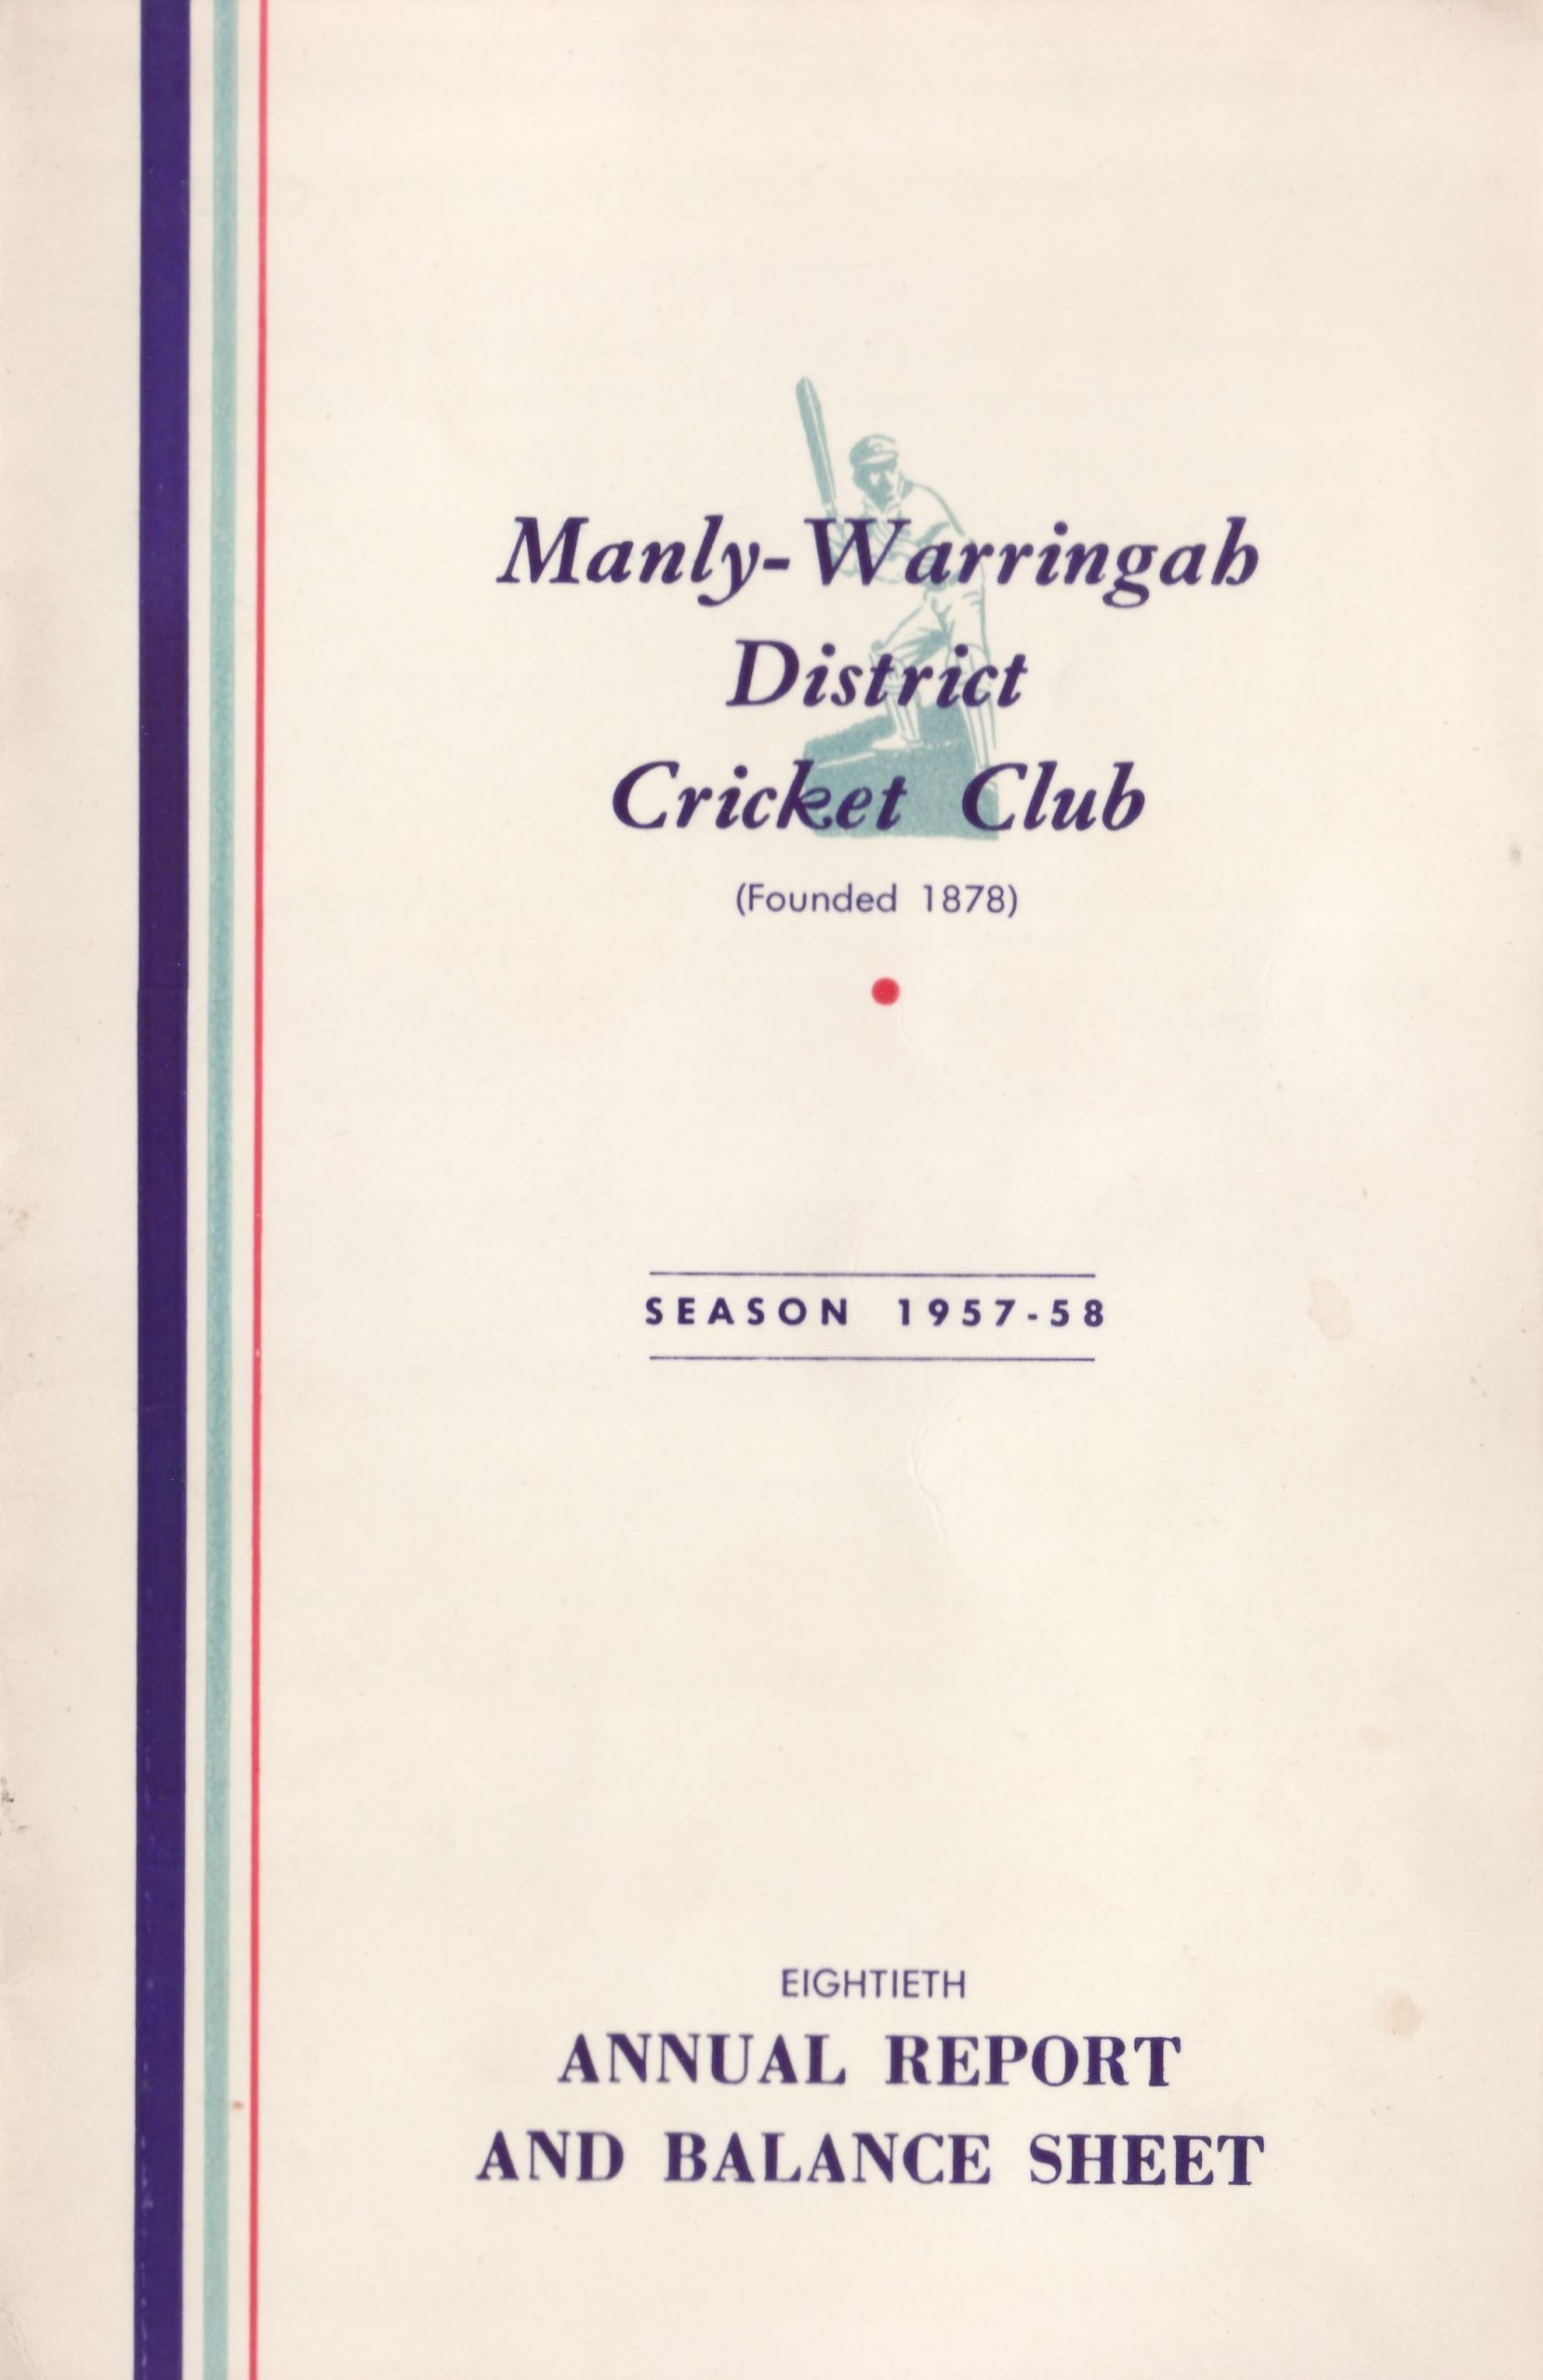 Manly-Warringah
District
Cricket Club
(Founded 1878)
SEASON 1957-58
EIGHTIETH
ANNUAL REPORT
AND BALANCE SHEET